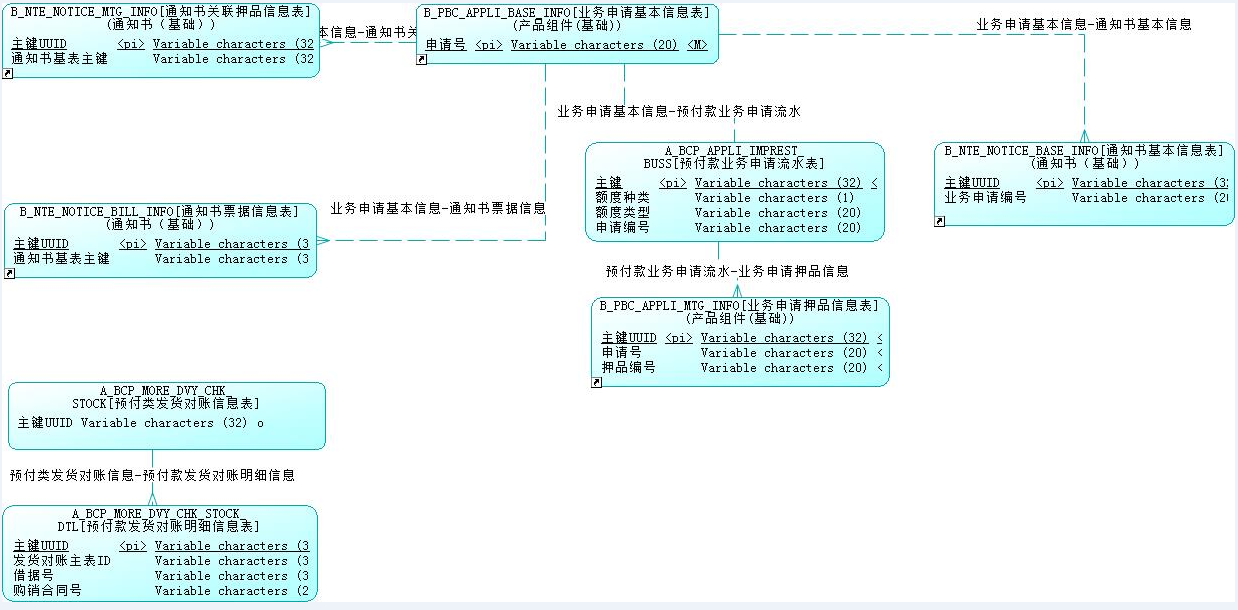 B_NTE_NOTICE_MTG_INFO[通知书关联押品信息表]
(通知书（基础）)
主键UUID <pi> Variable characters (32
通知书基表主键 Variable characters (32
本信息-通知书关
B_PBC_APPLI_BASE_INFO[业务申请基本信息表]
(产品组件(基础))
申请号 <pi> Variable characters (20) <M>
业务申请基本信息-通知书基本信息
业务申请基本信息-预付款业务申请流水
A_BCP_APPLI_IMPREST_
BUSS[预付款业务申请流水表]
主键 <pi> Variable characters (32) <
额度种类 Variable characters (1)
额度类型 Variable characters (20)
申请编号 Variable characters (20)
B_NTE_NOTICE_BASE_INFO[通知书基本信息表]
(通知书（基础）)
主键UUID <pi> Variable characters (32
业务申请编号 Variable characters (20
B_NTE_NOTICE_BILL_INFO[通知书票据信息表]
(通知书（基础）)
主键UUID <pi> Variable characters (3
通知书基表主键 Variable characters (3
业务申请基本信息-通知书票据信息
预付款业务申请流水-业务申请押品信息
B_PBC_APPLI_MTG_INFO[业务申请押品信息表]
(产品组件(基础))
主键UUID <pi> Variable characters (32) <
申请号 Variable characters (20) <
押品编号 Variable characters (20) <
A_BCP_MORE_DVY_CHK_
STOCK[预付类发货对账信息表]
主键UUID Variable characters (32) o
预付类发货对账信息-预付款发货对账明细信息
A_BCP_MORE_DVY_CHK_STOCK_
DTL[预付款发货对账明细信息表]
主键UUID <pi> Variable characters (3
发货对账主表ID Variable characters (3
借据号 Variable characters (3
购销合同号 Variable characters (2